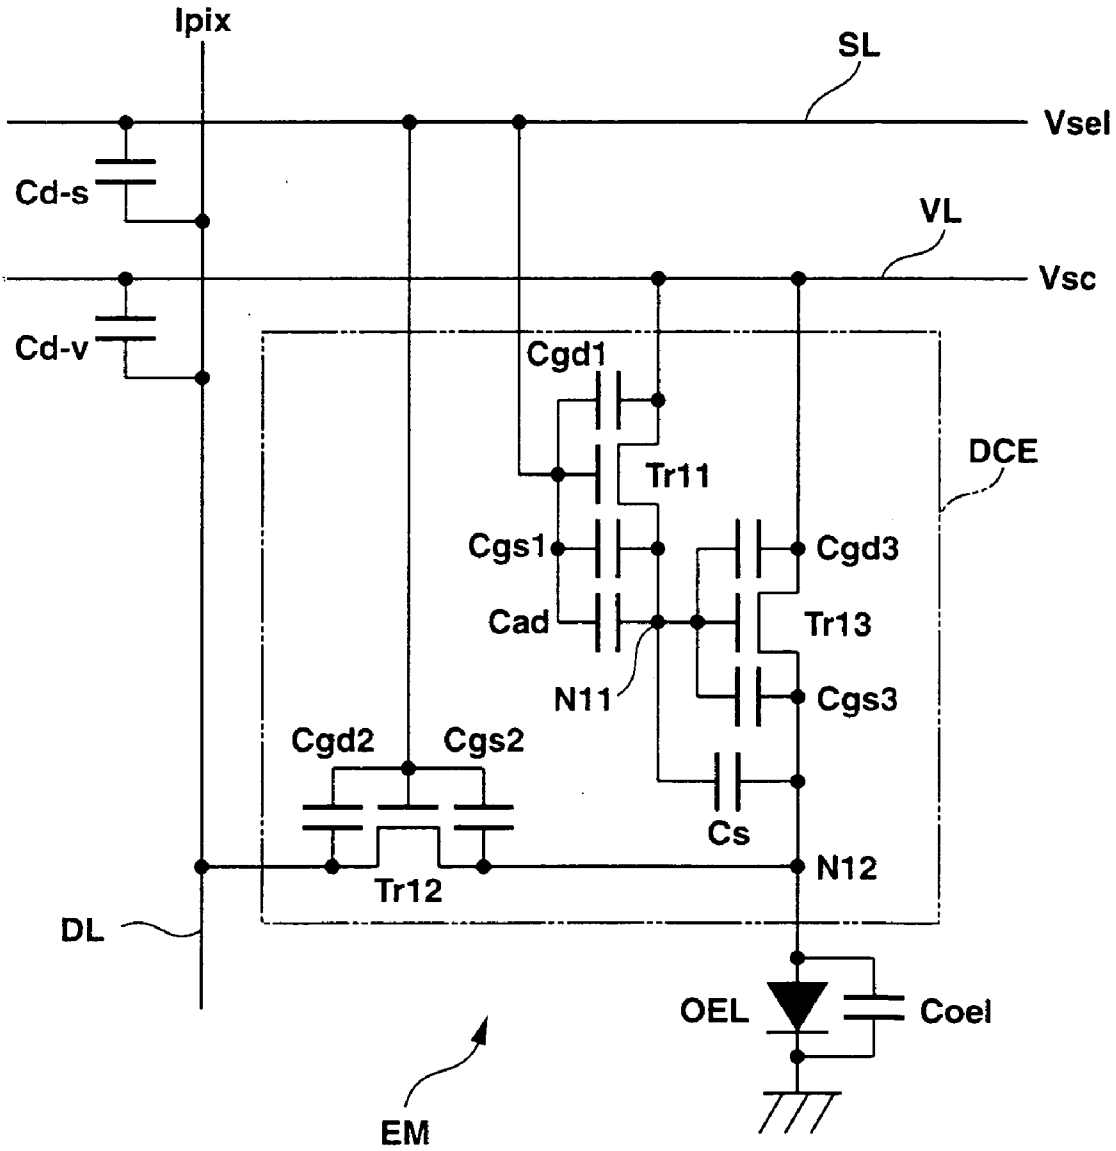 Ipix
SL
Vsel
Cd-s
VL
Vsc
Cd-v
Cgd1
DCE
Tr11
Cgs1
Cgd3
Cad
Tr13
N11
Cgs3
Cgd2
Cgs2
Cs
N12
Tr12
DL
OEL
Coel
EM